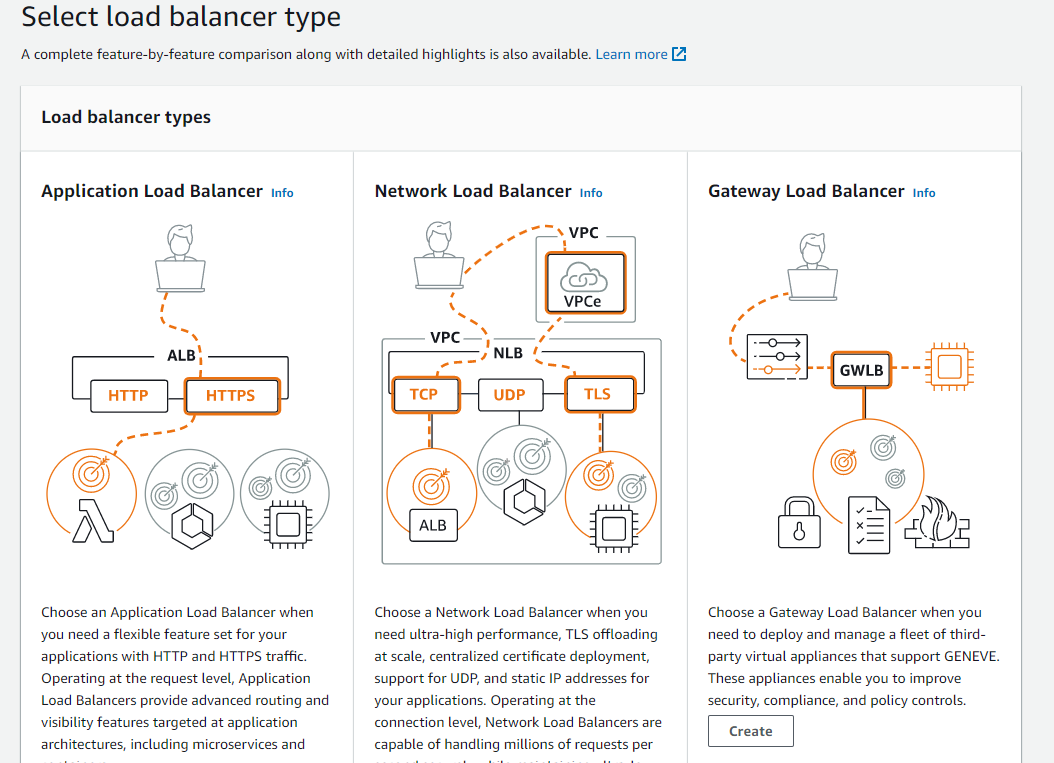 Select load balancer type
A complete feature-by-feature comparison along with detailed highlights is also available. Learn more
Load balancer types
Application Load Balancer Info
ALB
HTTP
HTTPS
Choose an Application Load Balancer when
you need a flexible feature set for your
applications with HTTP and HTTPS traffic.
Operating at the request level, Application
Load Balancers provide advanced routing and
visibility features targeted at application
architectures, including microservices and
Network Load Balancer Info
VPC
VPCe
VPC
NLB
TCP
UDP
TLS
ALB
Choose a Network Load Balancer when you
need ultra-high performance, TLS offloading
at scale, centralized certificate deployment,
support for UDP, and static IP addresses for
your applications. Operating at the
connection level, Network Load Balancers are
capable of handling millions of requests per
Gateway Load Balancer Info
GWLB
Choose a Gateway Load Balancer when you
need to deploy and manage a fleet of third-
party virtual appliances that support GENEVE.
These appliances enable you to improve
security, compliance, and policy controls.
Create